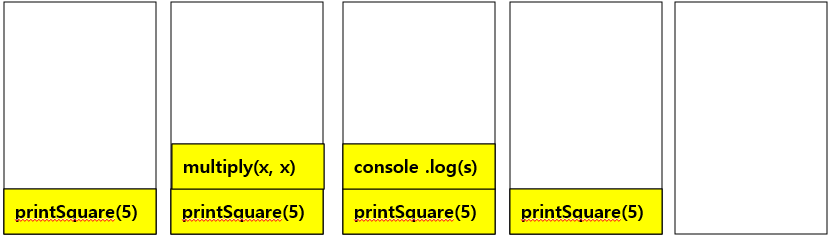 multiply(x, x)
console .log(s)
printSquare(5)
printSquare(5)
printSquare(5)
printSquare(5)